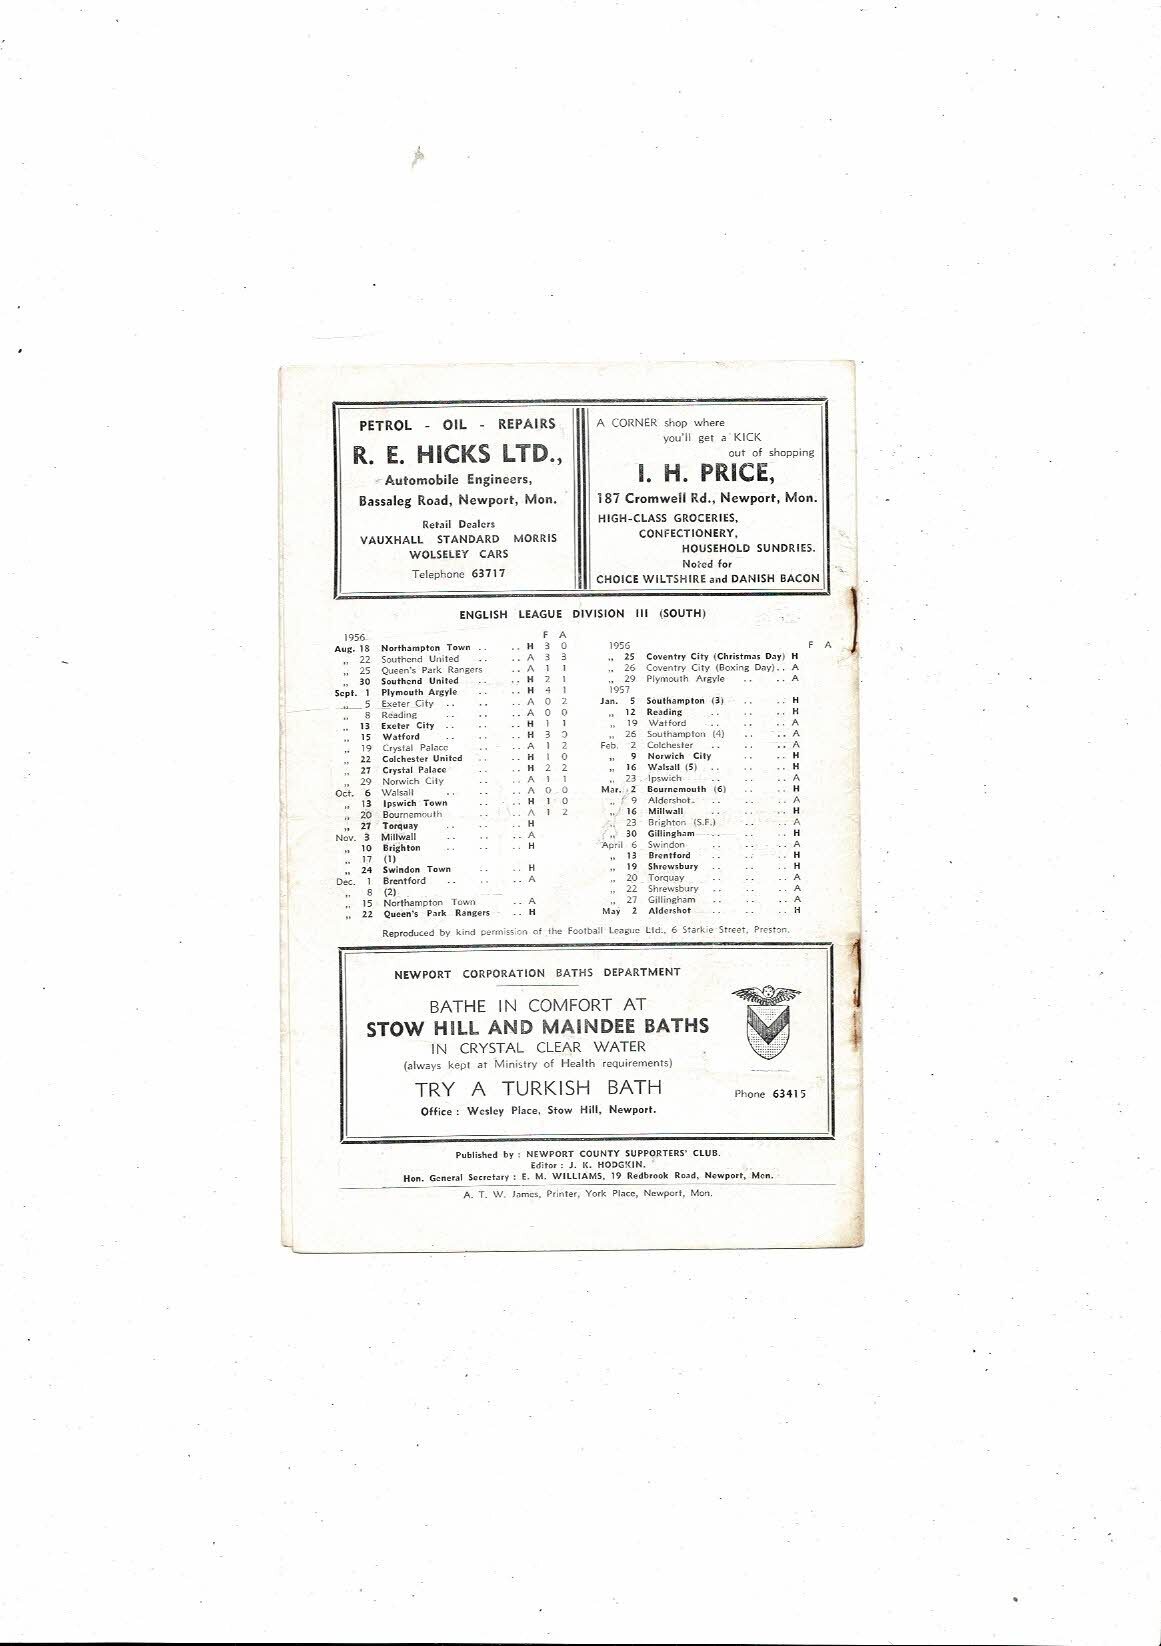 PETROL - OIL - REPAIRS
R. E. HICKS LTD.,
Automobile Engineers,
Bassaleg Road, Newport, Mon.
Retail Dealers
VAUXHALL STANDARD MORRIS
WOLSELEY CARS
Telephone 63717
A CORNER shop where
you'll get a KICK
out of shopping
I. H. PRICE,
187 Cromwell Rd., Newport, Mon.
HIGH-CLASS GROCERIES,
CONFECTIONERY,
HOUSEHOLD SUNDRIES.
Noted for
CHOICE WILTSHIRE and DANISH BACON
ENGLISH LEAGUE DIVISION III (SOUTH)
1956 F A
Aug. 18 Northampton Town .. .. H 3 0
,, 22 Southend United .. .. A 3 3
,, 25 Queen's Park Rangers .. A 1 1
,, 30 Southend United .. .. H 2 1
Sept. 1 Plymouth Argyle .. .. H 4 1
,, 5 Exeter City .. .. .. A 0 2
,, 8 Reading .. .. .. A 0 0
,, 13 Exeter City .. .. .. H 1 1
,, 15 Watford .. .. .. H 3 0
,, 19 Crystal Palace .. .. A 1 2
,, 22 Colchester United .. .. H 1 0
,, 27 Crystal Palace .. .. H 2 2
,, 29 Norwich City .. .. A 1 1
Oct. 6 Walsall .. .. .. A 0 0
,, 13 Ipswich Town .. .. H 1 0
,, 20 Bournemouth .. .. A 1 2
,, 27 Torquay .. .. .. H
Nov. 3 Millwall .. .. .. A
,, 10 Brighton .. .. .. H
,, 17 (1)
,, 24 Swindon Town .. .. H
Dec. 1 Brentford .. .. .. A
,, 8 (2)
,, 15 Northampton Town .. A
,, 22 Queen's Park Rangers .. H
1956 F A
,, 25 Coventry City (Christmas Day) H
,, 26 Coventry City (Boxing Day) .. A
,, 29 Plymouth Argyle .. .. A
1957
Jan. 5 Southampton (3) .. .. H
,, 12 Reading .. .. .. H
,, 19 Watford .. .. .. A
,, 26 Southampton (4) .. .. A
Feb. 2 Colchester .. .. .. A
,, 9 Norwich City .. .. H
,, 16 Walsall (5) .. .. .. H
,, 23 Ipswich .. .. .. A
Mar. 2 Bournemouth (6) .. .. H
,, 9 Aldershot .. .. .. A
,, 16 Millwall .. .. .. H
,, 23 Brighton (S.F.) .. .. A
,, 30 Gillingham .. .. .. H
April 6 Swindon .. .. .. A
,, 13 Brentford .. .. .. H
,, 19 Shrewsbury .. .. .. H
,, 20 Torquay .. .. .. A
,, 22 Shrewsbury .. .. .. A
,, 27 Gillingham .. .. .. A
May 2 Aldershot .. .. .. H
Reproduced by kind permission of the Football League Ltd., 6 Starkie Street, Preston.
NEWPORT CORPORATION BATHS DEPARTMENT
BATHE IN COMFORT AT
STOW HILL AND MAINDEE BATHS
IN CRYSTAL CLEAR WATER
(always kept at Ministry of Health requirements)
TRY A TURKISH BATH
Office : Wesley Place, Stow Hill, Newport.
Phone 63415
Published by : NEWPORT COUNTY SUPPORTERS' CLUB.
Editor : J. K. HODGKIN.
Hon. General Secretary : E. M. WILLIAMS, 19 Redbrook Road, Newport, Mon.
A. T. W. James, Printer, York Place, Newport, Mon.